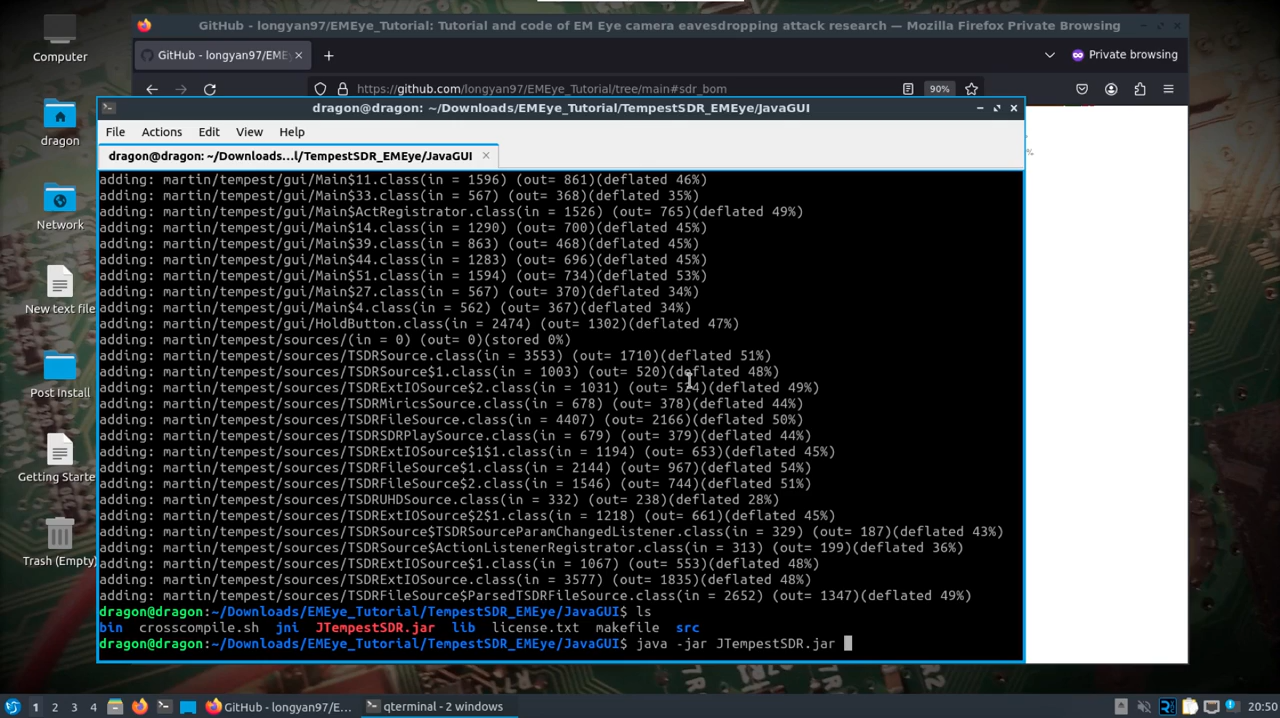 Computer
dragon
Network
New text file
Post Install
Getting Starte
Trash (Empty)
GitHub - longyan97/EMEye_Tutorial: Tutorial and code of EM Eye camera eavesdropping attack research — Mozilla Firefox Private Browsing
GitHub - longyan97/EMEy
Private browsing
https://github.com/longyan97/EMEye_Tutorial/tree/main#sdr_bom
90%
dragon@dragon: ~/Downloads/EMEye_Tutorial/TempestSDR_EMEye/JavaGUI
File Actions Edit View Help
dragon@dragon: ~/Downloads...l/TempestSDR_EMEye/JavaGUI
adding: martin/tempest/gui/Main$11.class(in = 1596) (out= 861)(deflated 46%)
adding: martin/tempest/gui/Main$33.class(in = 567) (out= 368)(deflated 35%)
adding: martin/tempest/gui/Main$ActRegistrator.class(in = 1526) (out= 765)(deflated 49%)
adding: martin/tempest/gui/Main$14.class(in = 1290) (out= 700)(deflated 45%)
adding: martin/tempest/gui/Main$39.class(in = 863) (out= 468)(deflated 45%)
adding: martin/tempest/gui/Main$44.class(in = 1283) (out= 696)(deflated 45%)
adding: martin/tempest/gui/Main$51.class(in = 1594) (out= 734)(deflated 53%)
adding: martin/tempest/gui/Main$27.class(in = 567) (out= 370)(deflated 34%)
adding: martin/tempest/gui/Main$4.class(in = 562) (out= 367)(deflated 34%)
adding: martin/tempest/gui/HoldButton.class(in = 2474) (out= 1302)(deflated 47%)
adding: martin/tempest/sources/(in = 0) (out= 0)(stored 0%)
adding: martin/tempest/sources/TSDRSource.class(in = 3553) (out= 1710)(deflated 51%)
adding: martin/tempest/sources/TSDRSource$1.class(in = 1003) (out= 520)(deflated 48%)
adding: martin/tempest/sources/TSDRExtIOSource$2.class(in = 1031) (out= 524)(deflated 49%)
adding: martin/tempest/sources/TSDRMiricsSource.class(in = 678) (out= 378)(deflated 44%)
adding: martin/tempest/sources/TSDRFileSource.class(in = 4407) (out= 2166)(deflated 50%)
adding: martin/tempest/sources/TSDRSDRPlaySource.class(in = 679) (out= 379)(deflated 44%)
adding: martin/tempest/sources/TSDRExtIOSource$1$1.class(in = 1194) (out= 653)(deflated 45%)
adding: martin/tempest/sources/TSDRFileSource$1.class(in = 2144) (out= 967)(deflated 54%)
adding: martin/tempest/sources/TSDRFileSource$2.class(in = 1546) (out= 744)(deflated 51%)
adding: martin/tempest/sources/TSDRUHDSource.class(in = 332) (out= 238)(deflated 28%)
adding: martin/tempest/sources/TSDRExtIOSource$2$1.class(in = 1218) (out= 661)(deflated 45%)
adding: martin/tempest/sources/TSDRSource$TSDRSourceParamChangedListener.class(in = 329) (out= 187)(deflated 43%)
adding: martin/tempest/sources/TSDRSource$ActionListenerRegistrator.class(in = 313) (out= 199)(deflated 36%)
adding: martin/tempest/sources/TSDRExtIOSource$1.class(in = 1067) (out= 553)(deflated 48%)
adding: martin/tempest/sources/TSDRExtIOSource.class(in = 3577) (out= 1835)(deflated 48%)
adding: martin/tempest/sources/TSDRFileSource$ParsedTSDRFileSource.class(in = 2652) (out= 1347)(deflated 49%)
dragon@dragon:~/Downloads/EMEye_Tutorial/TempestSDR_EMEye/JavaGUI$ ls
bin crosscompile.sh jni JTempestSDR.jar lib license.txt makefile src
dragon@dragon:~/Downloads/EMEye_Tutorial/TempestSDR_EMEye/JavaGUI$ java -jar JTempestSDR.jar
1 2 3 4 GitHub - longyan97/E... qterminal - 2 windows 20:50